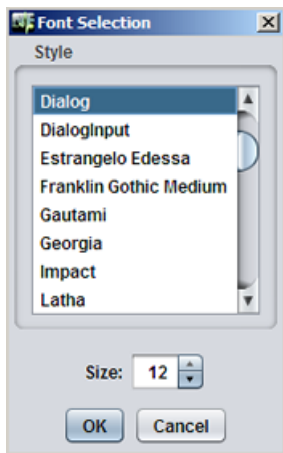 Font Selection
Style
Dialog
DialogInput
Estrangelo Edessa
Franklin Gothic Medium
Gautami
Georgia
Impact
Latha
Size: 12
OK Cancel